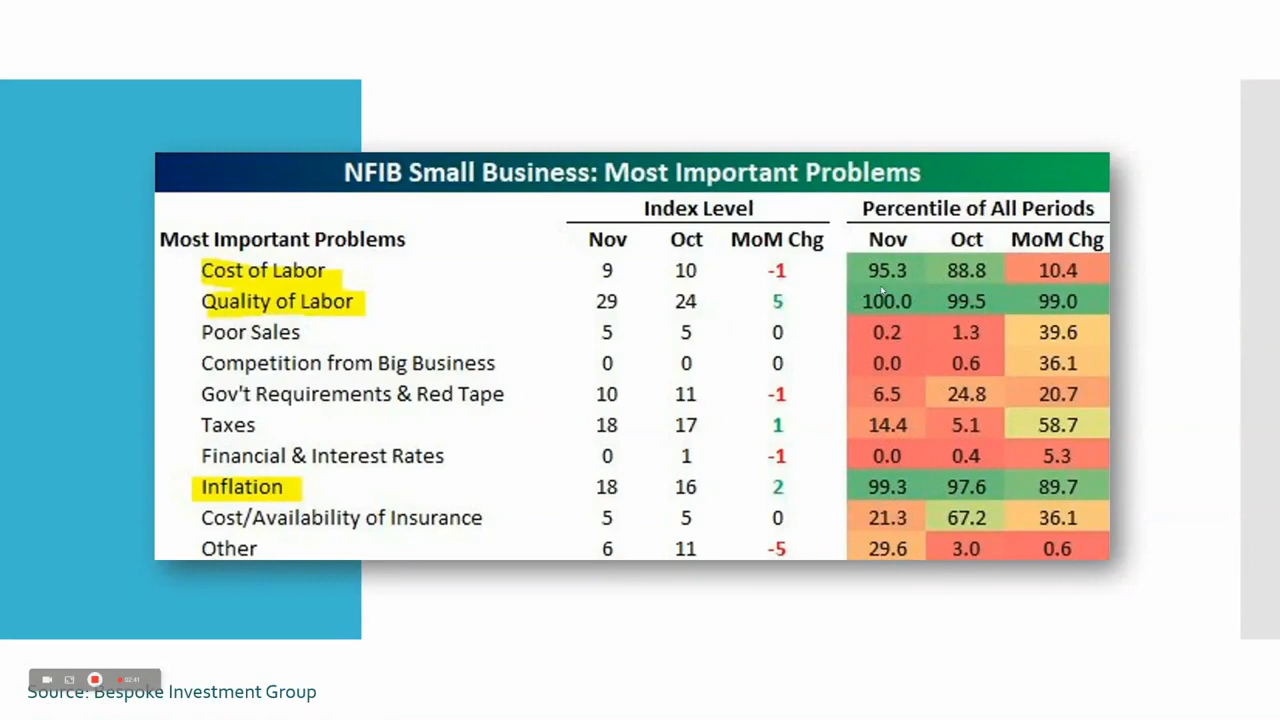 NFIB Small Business: Most Important Problems
Index Level Percentile of All Periods
Most Important Problems Nov Oct MoM Chg Nov Oct MoM Chg
Cost of Labor 9 10 -1 95.3 88.8 10.4
Quality of Labor 29 24 5 100.0 99.5 99.0
Poor Sales 5 5 0 0.2 1.3 39.6
Competition from Big Business 0 0 0 0.0 0.6 36.1
Gov't Requirements & Red Tape 10 11 -1 6.5 24.8 20.7
Taxes 18 17 1 14.4 5.1 58.7
Financial & Interest Rates 0 1 -1 0.0 0.4 5.3
Inflation 18 16 2 99.3 97.6 89.7
Cost/Availability of Insurance 5 5 0 21.3 67.2 36.1
Other 6 11 -5 29.6 3.0 0.6
02:41
Source: Bespoke Investment Group